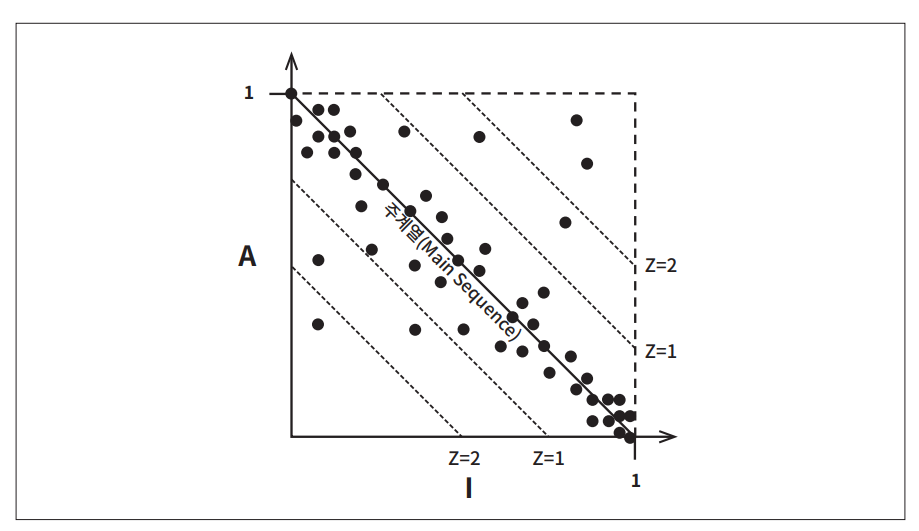 1
주계열(Main Sequence)
A
Z=2
Z=1
Z=2
Z=1
I
1